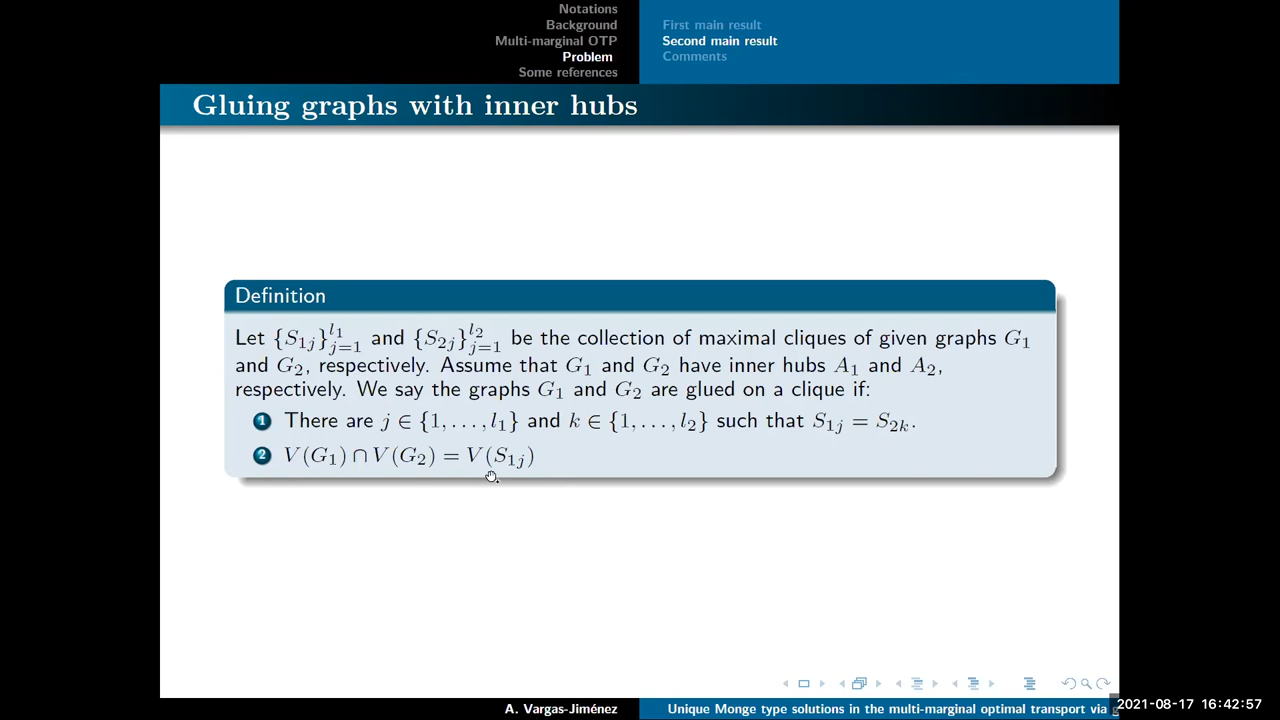 Notations
Background
Multi-marginal OTP
Problem
Some references
First main result
Second main result
Comments
Gluing graphs with inner hubs
Definition
Let {S_{1j}}_{j=1}^{l_1} and {S_{2j}}_{j=1}^{l_2} be the collection of maximal cliques of given graphs G_1
and G_2, respectively. Assume that G_1 and G_2 have inner hubs A_1 and A_2,
respectively. We say the graphs G_1 and G_2 are glued on a clique if:
1 There are j ∈ {1, . . . , l_1} and k ∈ {1, . . . , l_2} such that S_{1j} = S_{2k}.
2 V(G_1) ∩ V(G_2) = V(S_{1j})
A. Vargas-Jiménez
Unique Monge type solutions in the multi-marginal optimal transport via
2021-08-17 16:42:57